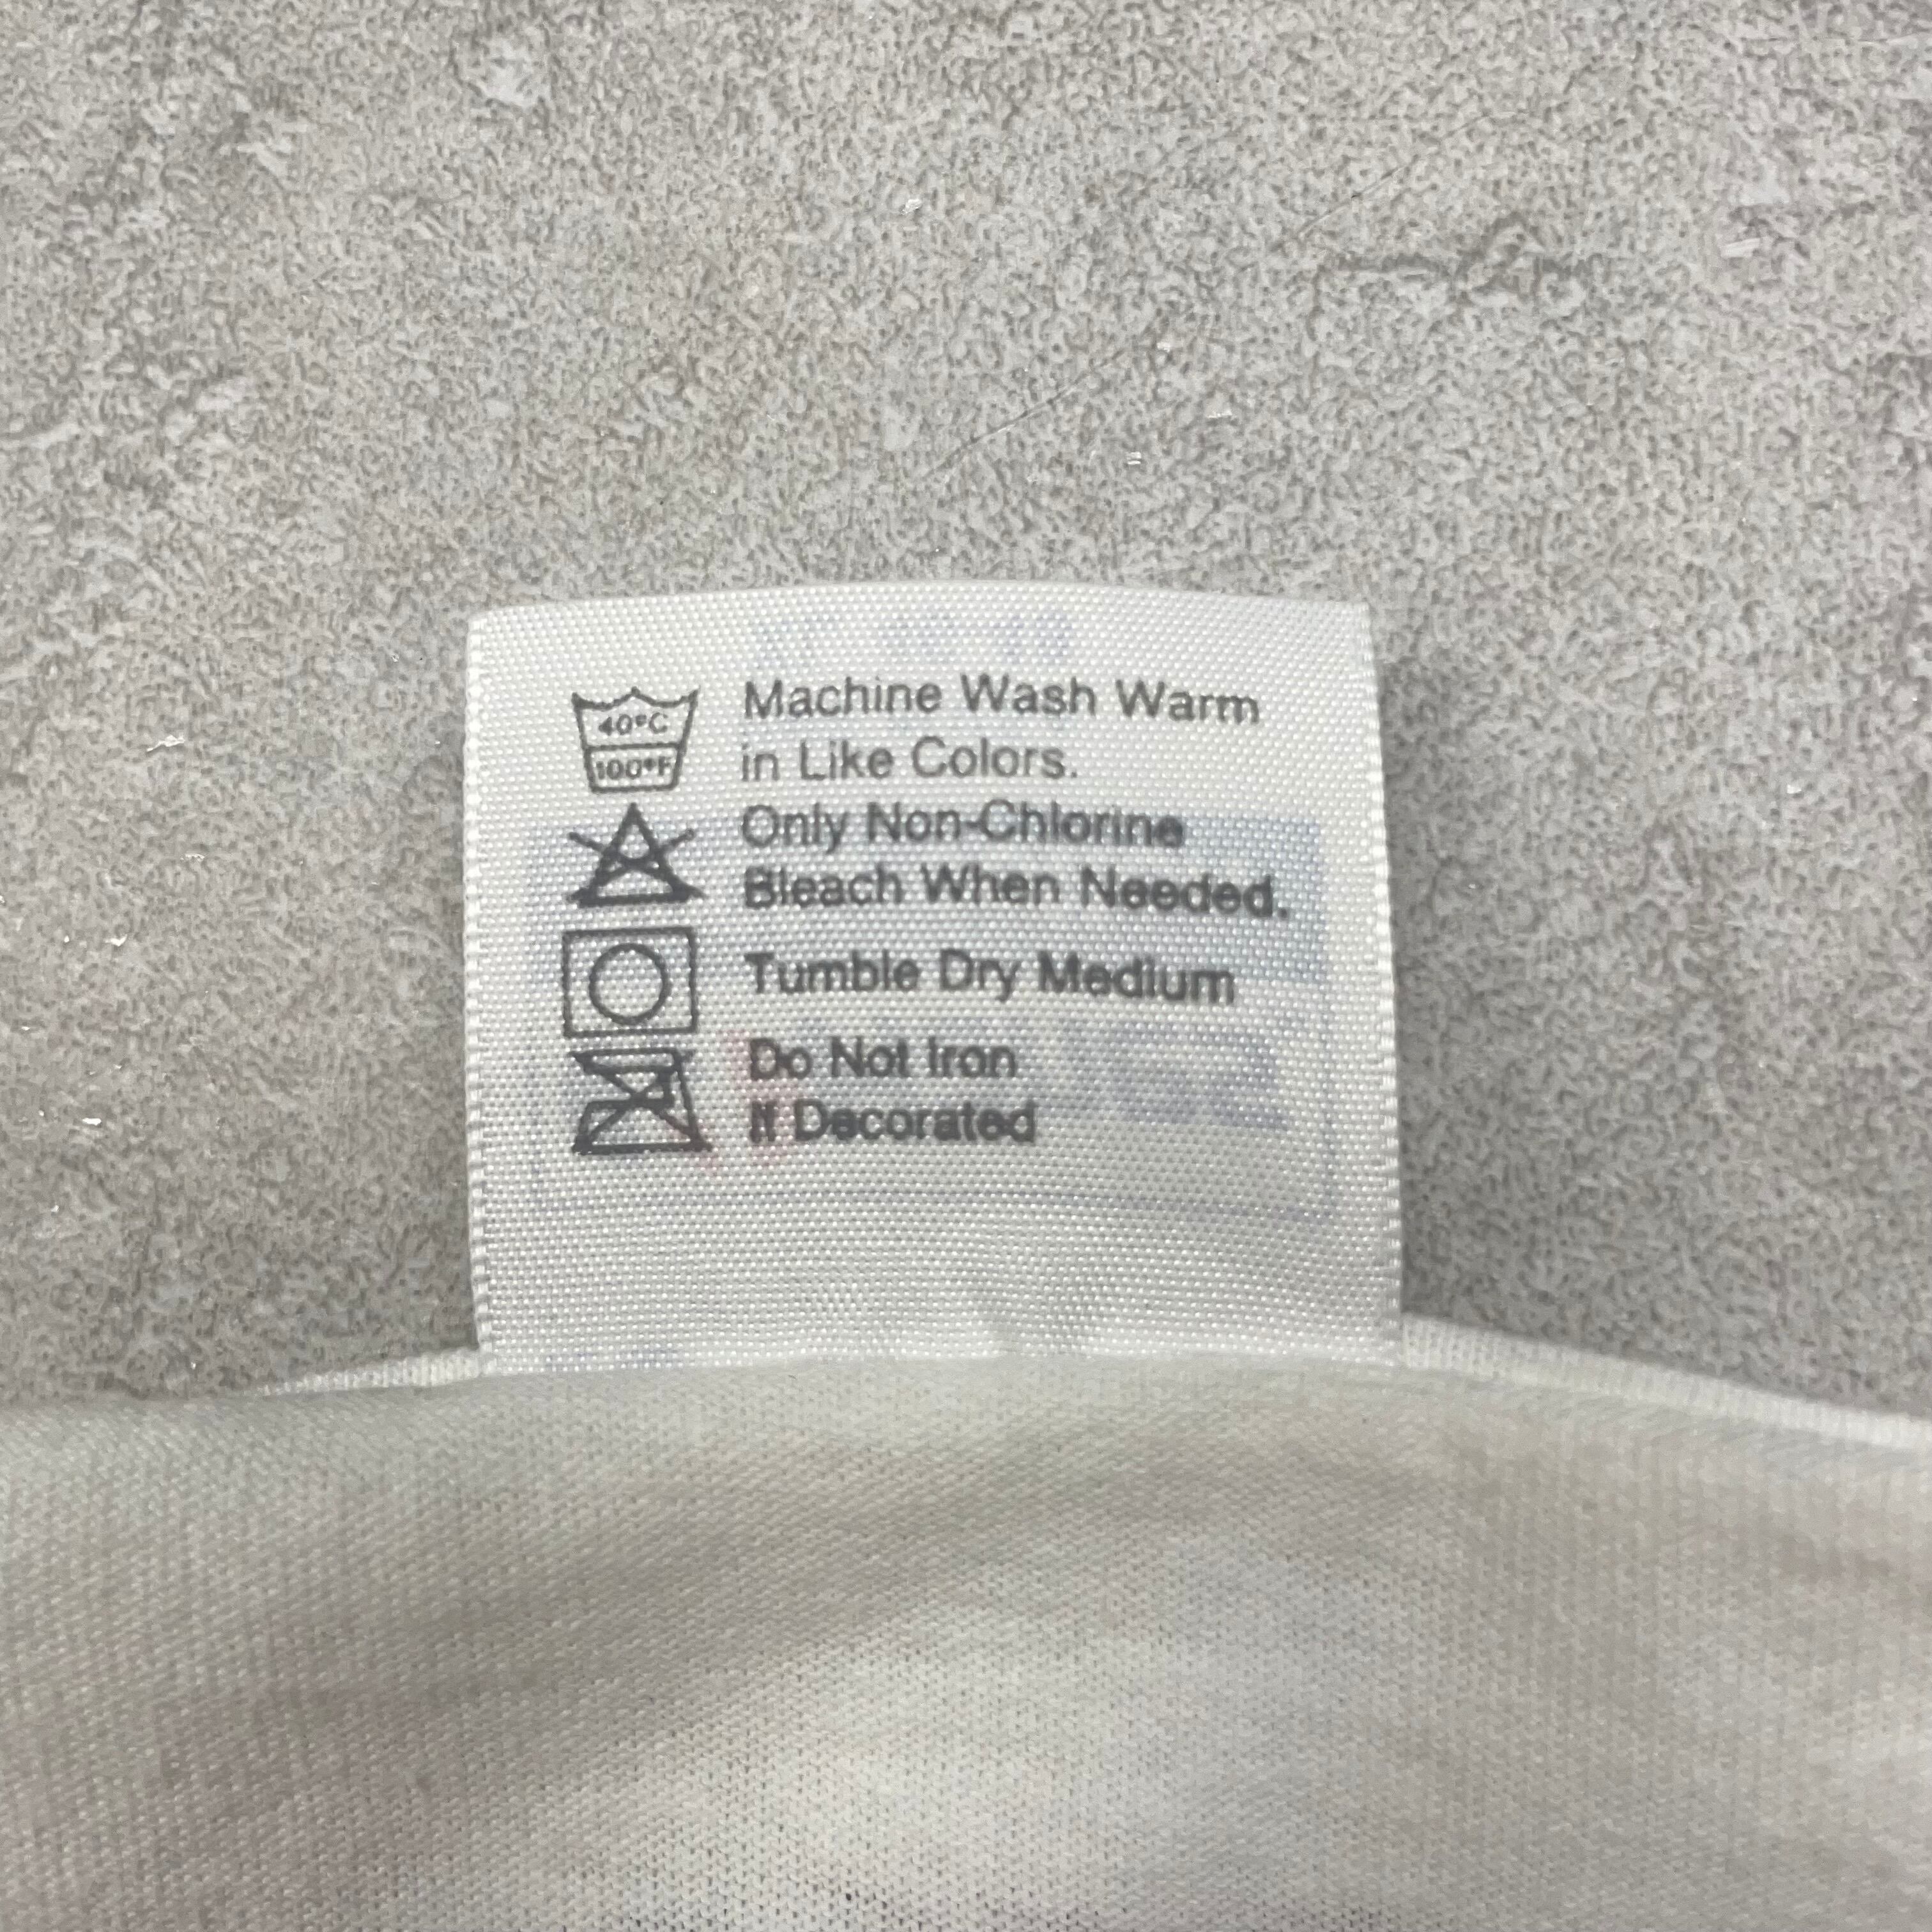 40°C
100°F
Machine Wash Warm
in Like Colors.
Only Non-Chlorine
Bleach When Needed.
Tumble Dry Medium
Do Not Iron
If Decorated